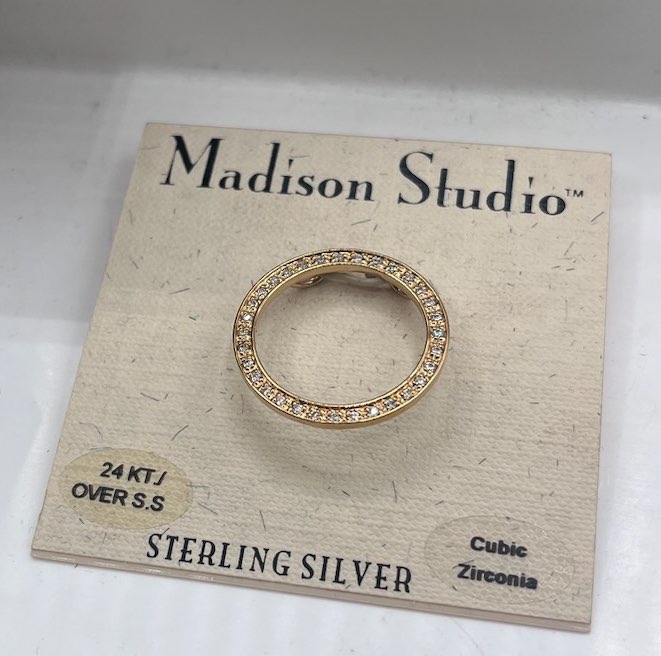 Madison Studio™
24 KT./
OVER S.S
STERLING SILVER
Cubic
Zirconia